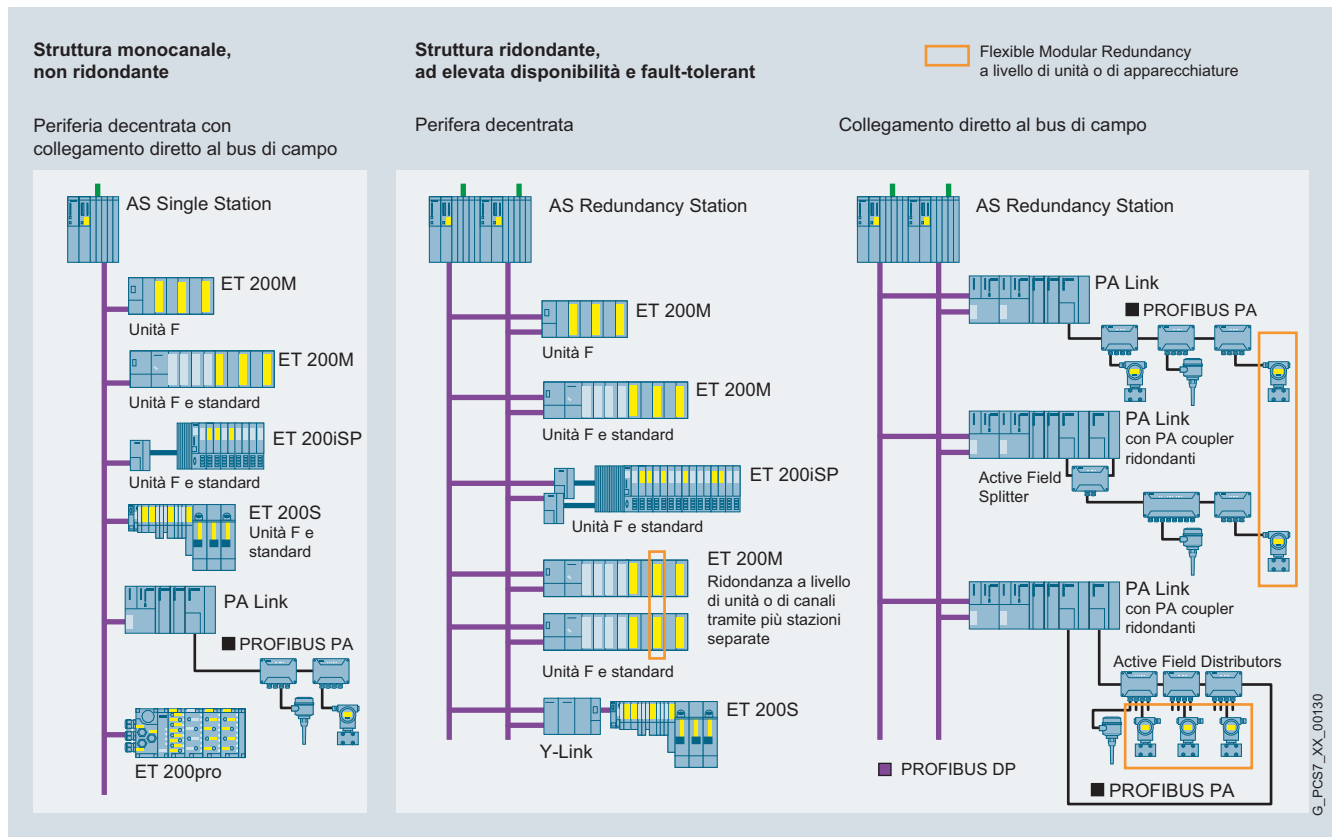 Struttura monocanale,
non ridondante
Struttura ridondante,
ad elevata disponibilità e fault-tolerant
Flexible Modular Redundancy
a livello di unità o di apparecchiature
Periferia decentrata con
collegamento diretto al bus di campo
Perifera decentrata
Collegamento diretto al bus di campo
AS Single Station
ET 200M
Unità F
ET 200M
Unità F e standard
ET 200iSP
Unità F e standard
ET 200S
Unità F e
standard
PA Link
PROFIBUS PA
ET 200pro
AS Redundancy Station
ET 200M
Unità F
ET 200M
Unità F e standard
ET 200iSP
Unità F e standard
ET 200M
Ridondanza a livello
di unità o di canali
tramite più stazioni
separate
Unità F e standard
ET 200S
Y-Link
AS Redundancy Station
PA Link
PROFIBUS PA
PA Link
con PA coupler
ridondanti
Active Field
Splitter
PA Link
con PA coupler
ridondanti
Active Field Distributors
PROFIBUS DP
PROFIBUS PA
G_PCS7_XX_00130